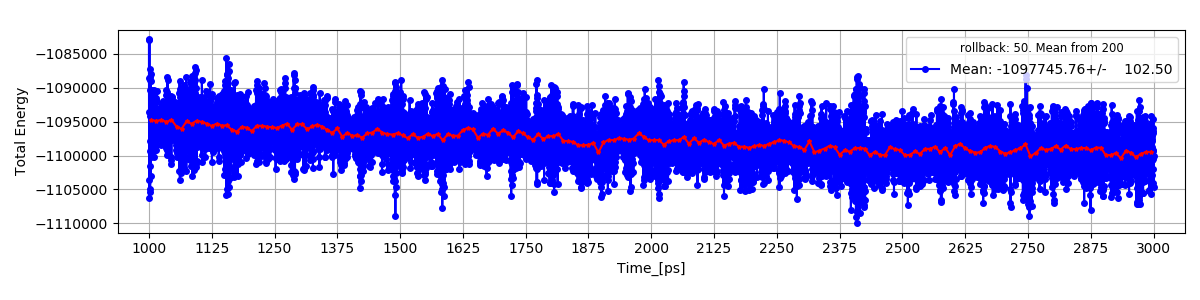 rollback: 50. Mean from 200
Mean: -1097745.76+/-    102.50
Total Energy
−1085000
−1090000
−1095000
−1100000
−1105000
−1110000
1000 1125 1250 1375 1500 1625 1750 1875 2000 2125 2250 2375 2500 2625 2750 2875 3000
Time_[ps]